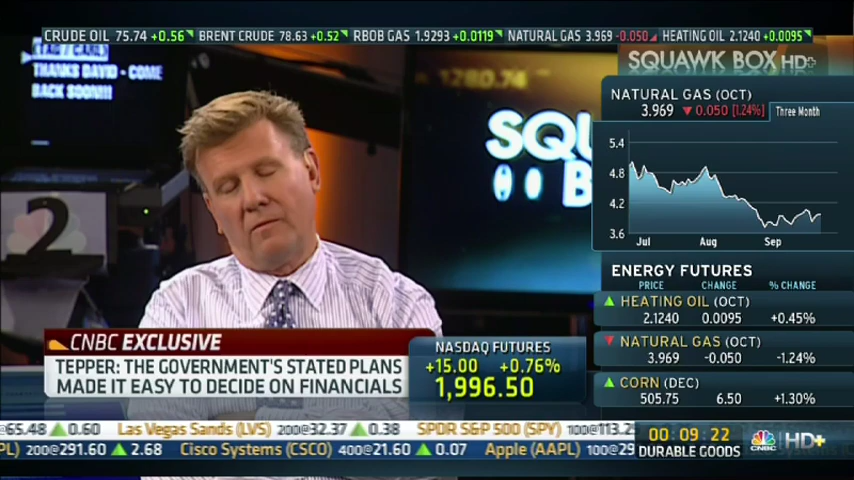 CRUDE OIL 75.74 +0.56 BRENT CRUDE 78.63 +0.52 RBOB GAS 1.9293 +0.0119 NATURAL GAS 3.969 -0.050 HEATING OIL 2.1240 +0.0095
(TAG / CARL)
THANKS DAVID - COME
BACK SOON!!!
1280.74
2
SQU
B
SQUAWK BOX HD+
NATURAL GAS (OCT)
3.969 0.050 [1.24%]
Three Month
5.4
4.8
4.2
3.6
Jul Aug Sep
ENERGY FUTURES
PRICE CHANGE % CHANGE
HEATING OIL (OCT)
2.1240 0.0095 +0.45%
NATURAL GAS (OCT)
3.969 -0.050 -1.24%
CORN (DEC)
505.75 6.50 +1.30%
CNBC EXCLUSIVE
TEPPER: THE GOVERNMENT'S STATED PLANS
MADE IT EASY TO DECIDE ON FINANCIALS
NASDAQ FUTURES
+15.00 +0.76%
1,996.50
65.48 0.60 Las Vegas Sands (LVS) 200@32.37 0.38 SPDR S&P 500 (SPY) 100@113.2
PL) 200@291.60 2.68 Cisco Systems (CSCO) 400@21.60 0.07 Apple (AAPL) 100@29
00:09:22
DURABLE GOODS
CNBC
HD+